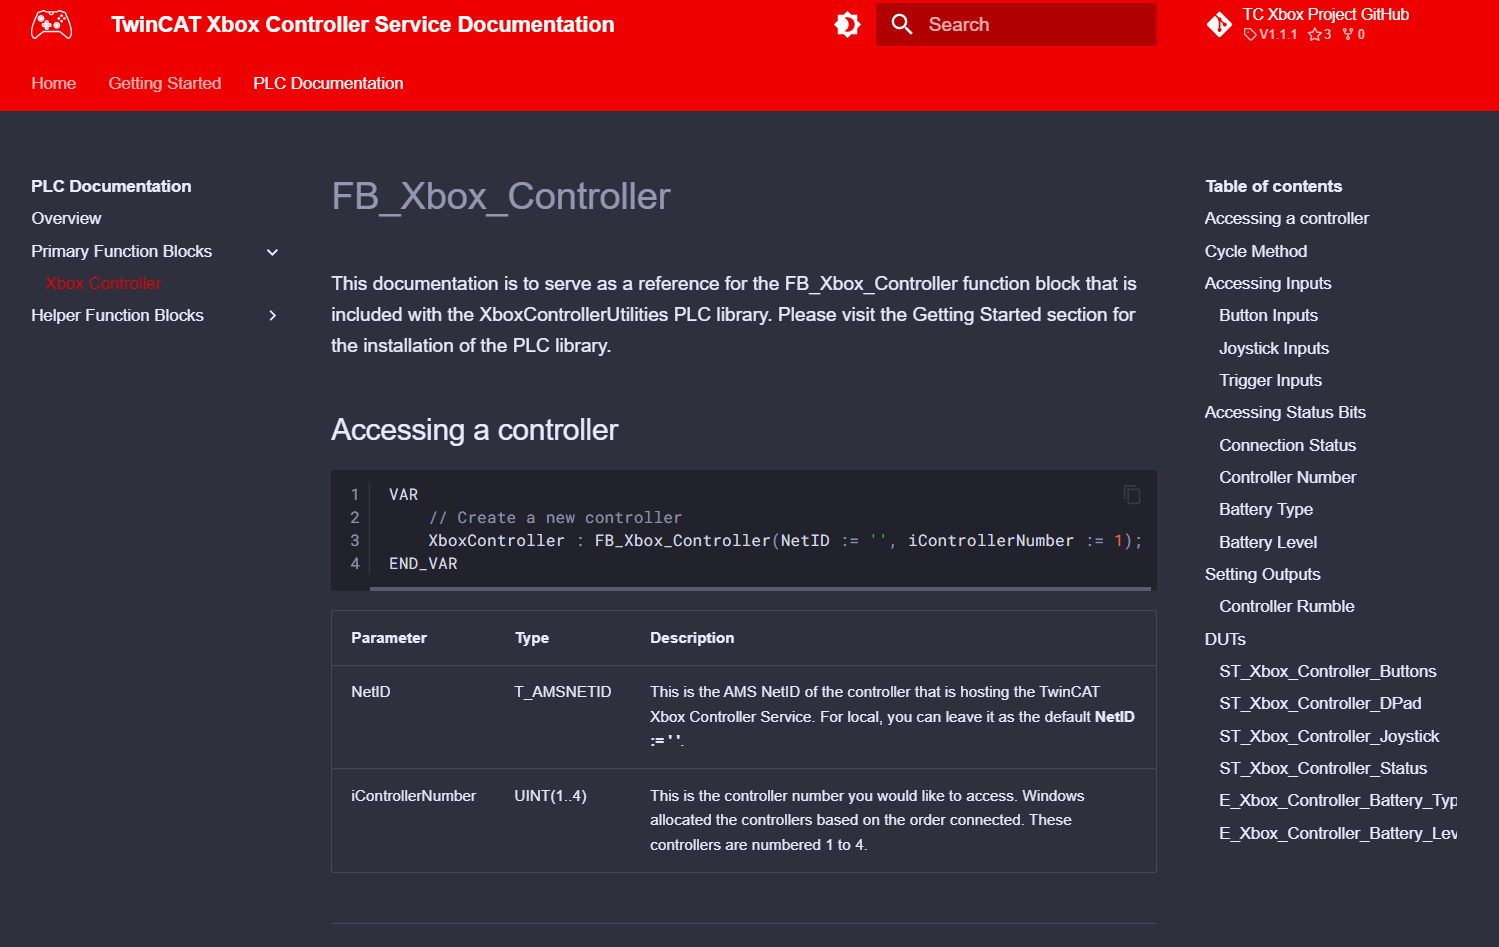 TwinCAT Xbox Controller Service Documentation
Search
TC Xbox Project GitHub
V1.1.1 3 0
Home
Getting Started
PLC Documentation
PLC Documentation
Overview
Primary Function Blocks
Xbox Controller
Helper Function Blocks
FB_Xbox_Controller
This documentation is to serve as a reference for the FB_Xbox_Controller function block that is
included with the XboxControllerUtilities PLC library. Please visit the Getting Started section for
the installation of the PLC library.
Accessing a controller
1 VAR
2 // Create a new controller
3 XboxController : FB_Xbox_Controller(NetID := '', iControllerNumber := 1);
4 END_VAR
Parameter Type Description
NetID T_AMSNETID This is the AMS NetID of the controller that is hosting the TwinCAT
Xbox Controller Service. For local, you can leave it as the default NetID
:= ' '.
iControllerNumber UINT(1..4) This is the controller number you would like to access. Windows
allocated the controllers based on the order connected. These
controllers are numbered 1 to 4.
Table of contents
Accessing a controller
Cycle Method
Accessing Inputs
Button Inputs
Joystick Inputs
Trigger Inputs
Accessing Status Bits
Connection Status
Controller Number
Battery Type
Battery Level
Setting Outputs
Controller Rumble
DUTs
ST_Xbox_Controller_Buttons
ST_Xbox_Controller_DPad
ST_Xbox_Controller_Joystick
ST_Xbox_Controller_Status
E_Xbox_Controller_Battery_Typ
E_Xbox_Controller_Battery_Lev